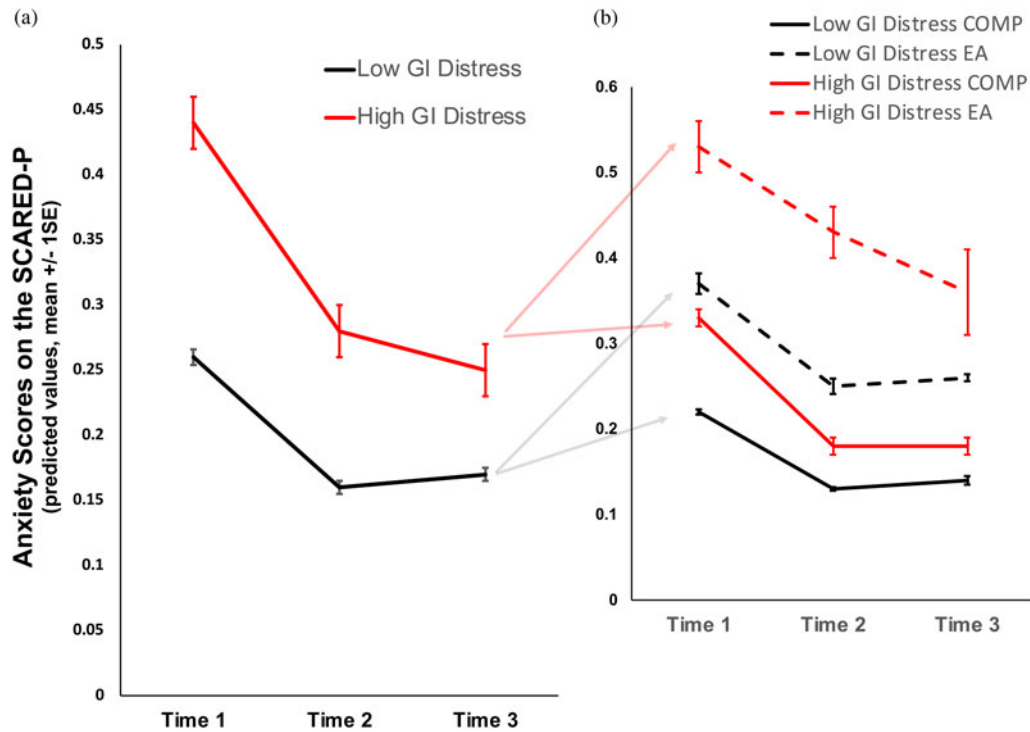 (a)
Anxiety Scores on the SCARED-P
(predicted values, mean +/- 1SE)
0.5
0.45
0.4
0.35
0.3
0.25
0.2
0.15
0.1
0.05
0
Low GI Distress
High GI Distress
Time 1
Time 2
Time 3
(b)
Low GI Distress COMP
Low GI Distress EA
High GI Distress COMP
High GI Distress EA
0.6
0.5
0.4
0.3
0.2
0.1
0
Time 1
Time 2
Time 3